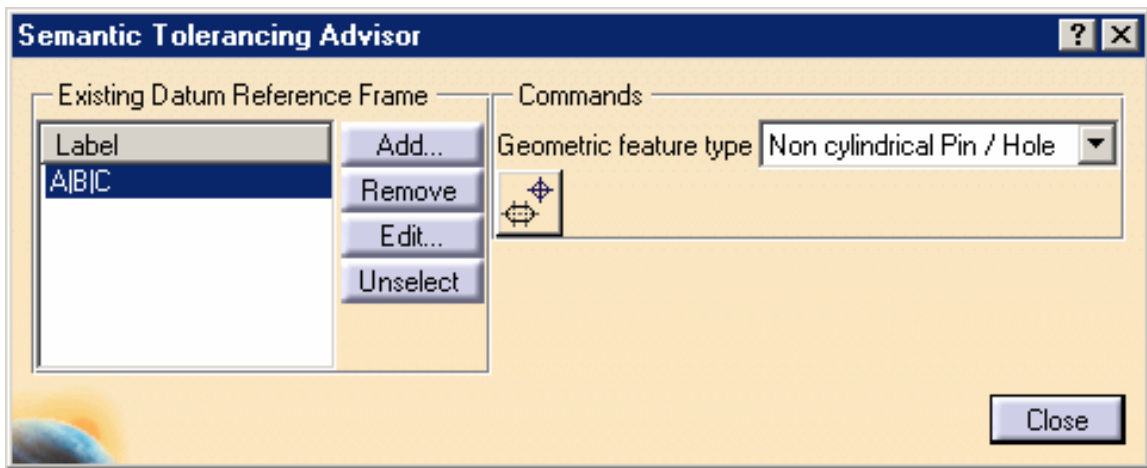 Semantic Tolerancing Advisor
?
Existing Datum Reference Frame
Label
A|B|C
Add...
Remove
Edit...
Unselect
Commands
Geometric feature type Non cylindrical Pin / Hole
Close